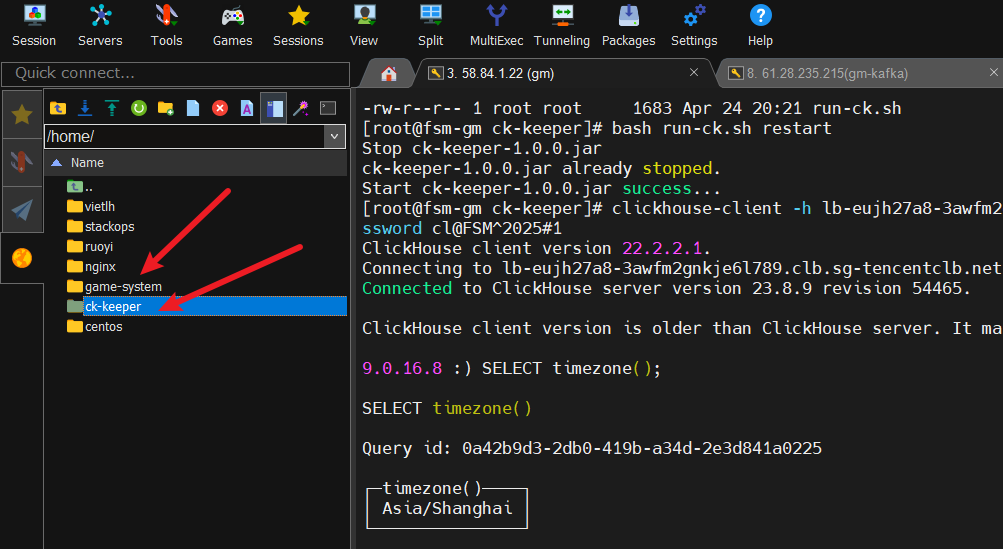 Session Servers Tools Games Sessions View Split MultiExec Tunneling Packages Settings Help
Quick connect...
3. 58.84.1.22 (gm)
8. 61.28.235.215(gm-kafka)
/home/
Name
..
vietlh
stackops
ruoyi
nginx
game-system
ck-keeper
centos
-rw-r--r-- 1 root root 1683 Apr 24 20:21 run-ck.sh
[root@fsm-gm ck-keeper]# bash run-ck.sh restart
Stop ck-keeper-1.0.0.jar
ck-keeper-1.0.0.jar already stopped.
Start ck-keeper-1.0.0.jar success...
[root@fsm-gm ck-keeper]# clickhouse-client -h lb-eujh27a8-3awfm2
ssword cl@FSM^2025#1
ClickHouse client version 22.2.2.1.
Connecting to lb-eujh27a8-3awfm2gnkje6l789.clb.sg-tencentclb.net
Connected to ClickHouse server version 23.8.9 revision 54465.
ClickHouse client version is older than ClickHouse server. It ma
9.0.16.8 :) SELECT timezone();
SELECT timezone()
Query id: 0a42b9d3-2db0-419b-a34d-2e3d841a0225
timezone()
Asia/Shanghai